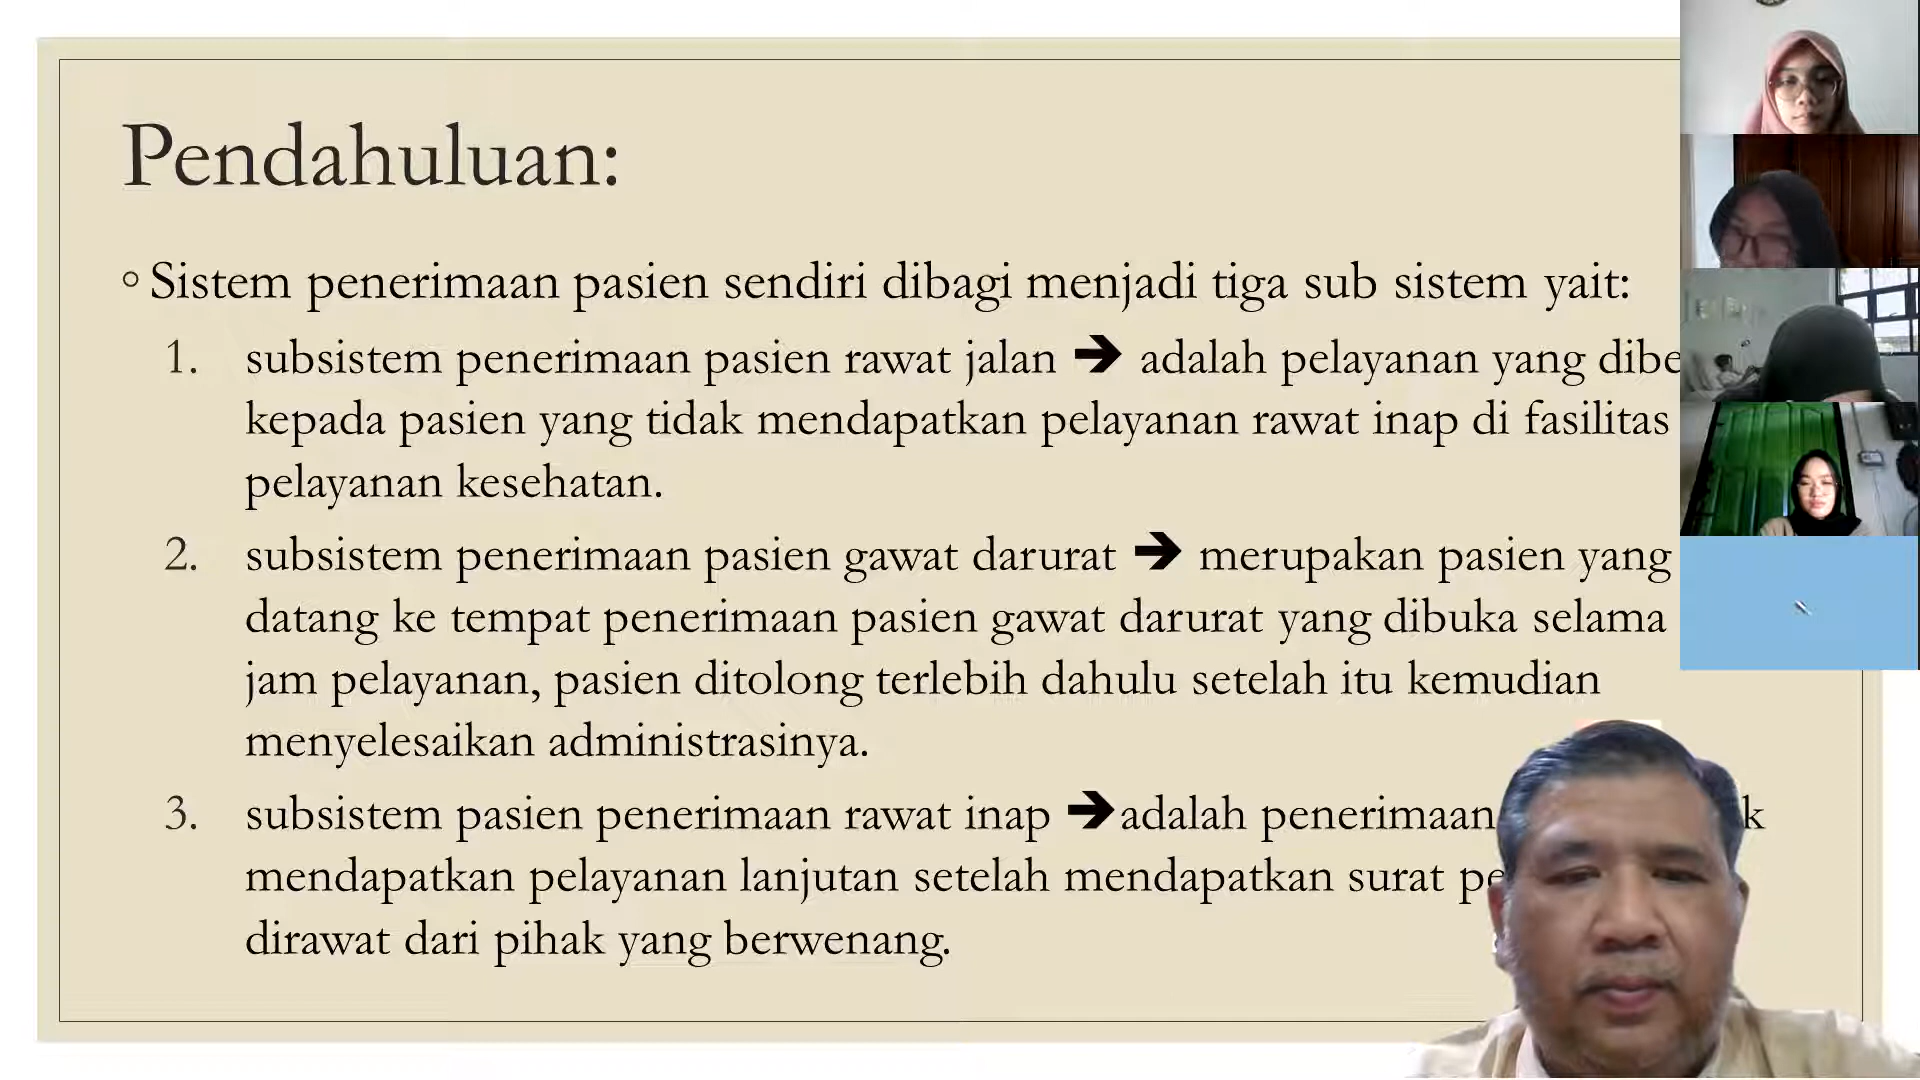 Pendahuluan:
◦ Sistem penerimaan pasien sendiri dibagi menjadi tiga sub sistem yait:
1. subsistem penerimaan pasien rawat jalan ➔ adalah pelayanan yang
kepada pasien yang tidak mendapatkan pelayanan rawat inap di fasilitas
pelayanan kesehatan.
2. subsistem penerimaan pasien gawat darurat ➔ merupakan pasien yang
datang ke tempat penerimaan pasien gawat darurat yang dibuka selama
jam pelayanan, pasien ditolong terlebih dahulu setelah itu kemudian
menyelesaikan administrasinya.
3. subsistem pasien penerimaan rawat inap ➔adalah penerimaan
mendapatkan pelayanan lanjutan setelah mendapatkan surat
dirawat dari pihak yang berwenang.